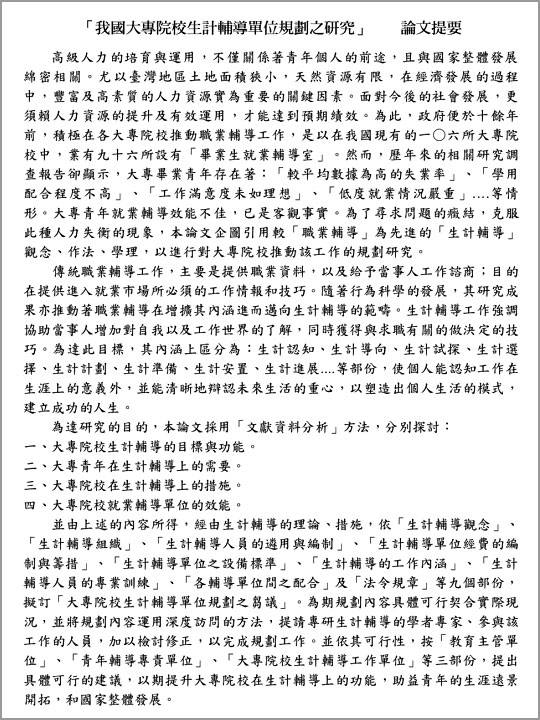 「我國大專院校生計輔導單位規劃之研究」　論文提要
高級人力的培育與運用，不僅關係著青年個人的前途，且與國家整體發展
綿密相關。尤以臺灣地區土地面積狹小，天然資源有限，在經濟發展的過程
中，豐富及高素質的人力資源實為重要的關鍵因素。面對今後的社會發展，更
須賴人力資源的提升及有效運用，才能達到預期績效。為此，政府便於十餘年
前，積極在各大專院校推動職業輔導工作，是以在我國現有的一○六所大專院
校中，業有九十六所設有「畢業生就業輔導室」。然而，歷年來的相關研究調
查報告卻顯示，大專畢業青年存在著：「較平均數據為高的失業率」、「學用
配合程度不高」、「工作滿意度未如理想」、「低度就業情況嚴重」....等情
形。大專青年就業輔導效能不佳，已是客觀事實。為了尋求問題的癥結，克服
此種人力失衡的現象，本論文企圖引用較「職業輔導」為先進的「生計輔導」
觀念、作法、學理，以進行對大專院校推動該工作的規劃研究。
傳統職業輔導工作，主要是提供職業資料，以及給予當事人工作諮商；目的
在提供進入就業市場所必須的工作情報和技巧。隨著行為科學的發展，其研究成
果亦推動著職業輔導在增擴其內涵進而邁向生計輔導的範疇。生計輔導工作強調
協助當事人增加對自我以及工作世界的了解，同時獲得與求職有關的做決定的技
巧。為達此目標，其內涵上區分為：生計認知、生計導向、生計試探、生計選
擇、生計計劃、生計準備、生計安置、生計進展....等部份，使個人能認知工作在
生涯上的意義外，並能清晰地辯認未來生活的重心，以塑造出個人生活的模式，
建立成功的人生。
為達研究的目的，本論文採用「文獻資料分析」方法，分別探討：
一、大專院校生計輔導的目標與功能。
二、大專青年在生計輔導上的需要。
三、大專院校在生計輔導上的措施。
四、大專院校就業輔導單位的效能。
並由上述的內容所得，經由生計輔導的理論、措施，依「生計輔導觀念」、
「生計輔導組織」、「生計輔導人員的遴用與編制」、「生計輔導單位經費的編
制與籌措」、「生計輔導單位之設備標準」、「生計輔導的工作內涵」、「生計
輔導人員的專業訓練」、「各輔導單位間之配合」及「法令規章」等九個部份，
擬訂「大專院校生計輔導單位規劃之芻議」。為期規劃內容具體可行契合實際現
況，並將規劃內容運用深度訪問的方法，提請專研生計輔導的學者專家、參與該
工作的人員，加以檢討修正，以完成規劃工作。並依其可行性，按「教育主管單
位」、「青年輔導專責單位」、「大專院校生計輔導工作單位」等三部份，提出
具體可行的建議，以期提升大專院校在生計輔導上的功能，助益青年的生涯遠景
開拓，和國家整體發展。